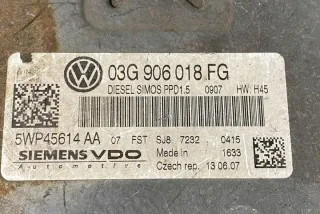 03G 906 018 FG
DIESEL SIMOS PPD1.5 0907 HW: H45
5WP45614 AA 07 FST SJ8 7232 0415
SIEMENS VDO Made in 1633
Automotive Czech rep. 13.06.07